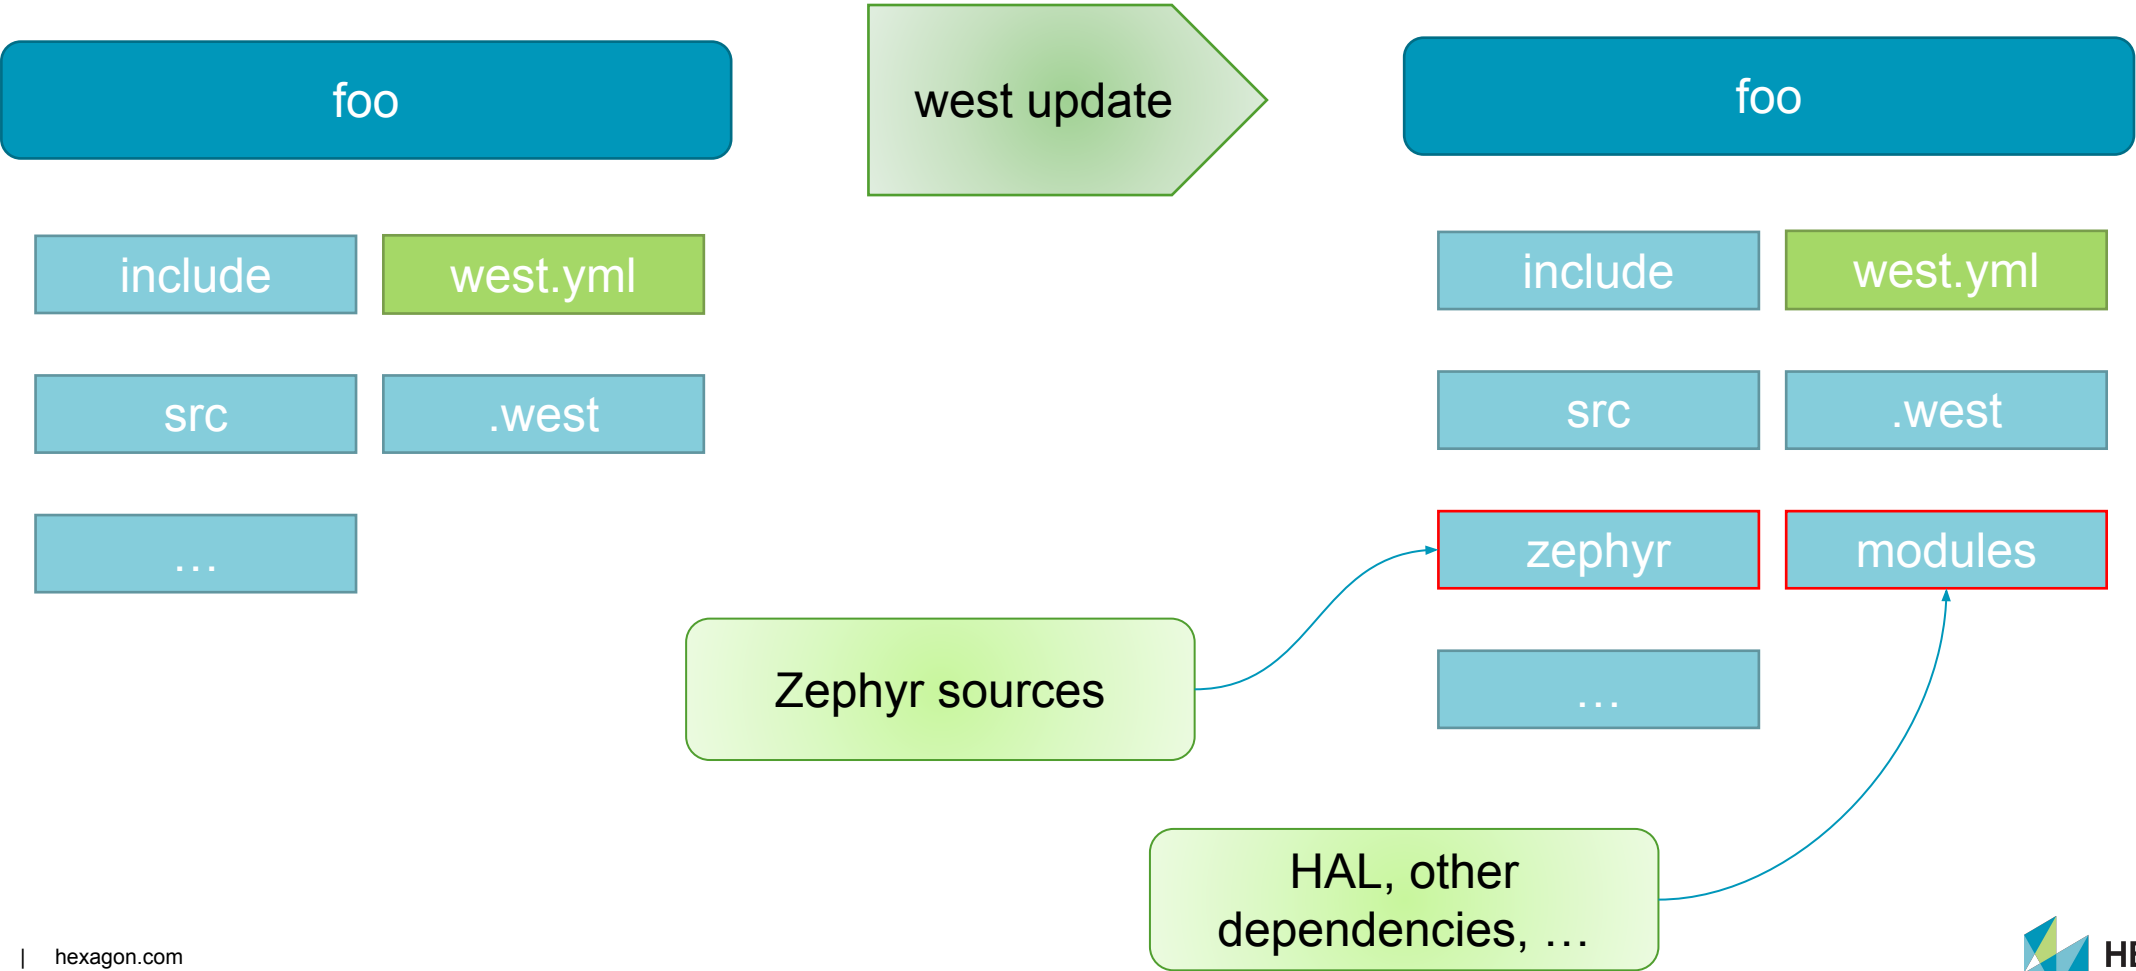 foo
west update
foo
include
west.yml
include
west.yml
src
.west
src
.west
…
zephyr
modules
Zephyr sources
…
HAL, other
dependencies, …
| hexagon.com